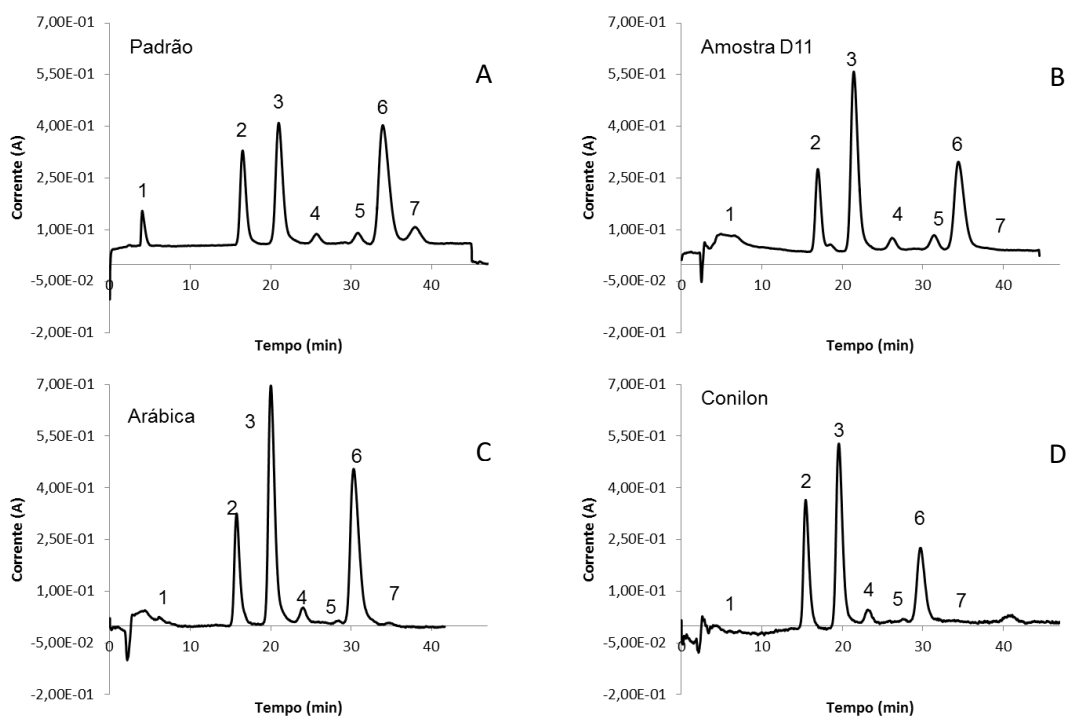 7,00E-01
Padrão
A
5,50E-01
4,00E-01
2,50E-01
1,00E-01
-5,00E-02
-2,00E-01
Corrente (A)
1
2
3
4
5
6
7
0
10
20
30
40
Tempo (min)
7,00E-01
Amostra D11
B
5,50E-01
4,00E-01
2,50E-01
1,00E-01
-5,00E-02
-2,00E-01
Corrente (A)
1
2
3
4
5
6
7
0
10
20
30
40
Tempo (min)
7,00E-01
Arábica
C
5,50E-01
4,00E-01
2,50E-01
1,00E-01
-5,00E-02
-2,00E-01
Corrente (A)
1
2
3
4
5
6
7
0
10
20
30
40
Tempo (min)
7,00E-01
Conilon
D
5,50E-01
4,00E-01
2,50E-01
1,00E-01
-5,00E-02
-2,00E-01
Corrente (A)
1
2
3
4
5
6
7
0
10
20
30
40
Tempo (min)